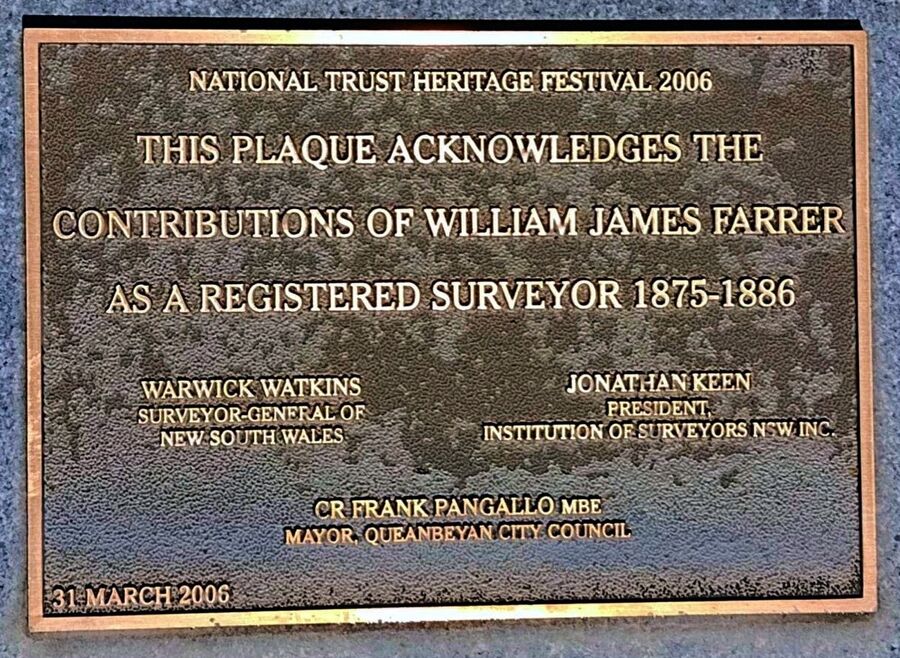 NATIONAL TRUST HERITAGE FESTIVAL 2006
THIS PLAQUE ACKNOWLEDGES THE
CONTRIBUTIONS OF WILLIAM JAMES FARRER
AS A REGISTERED SURVEYOR 1875-1886
WARWICK WATKINS
SURVEYOR-GENERAL OF
NEW SOUTH WALES
JONATHAN KEEN
PRESIDENT,
INSTITUTION OF SURVEYORS NSW INC.
CR FRANK PANGALLO MBE
MAYOR, QUEANBEYAN CITY COUNCIL
31 MARCH 2006